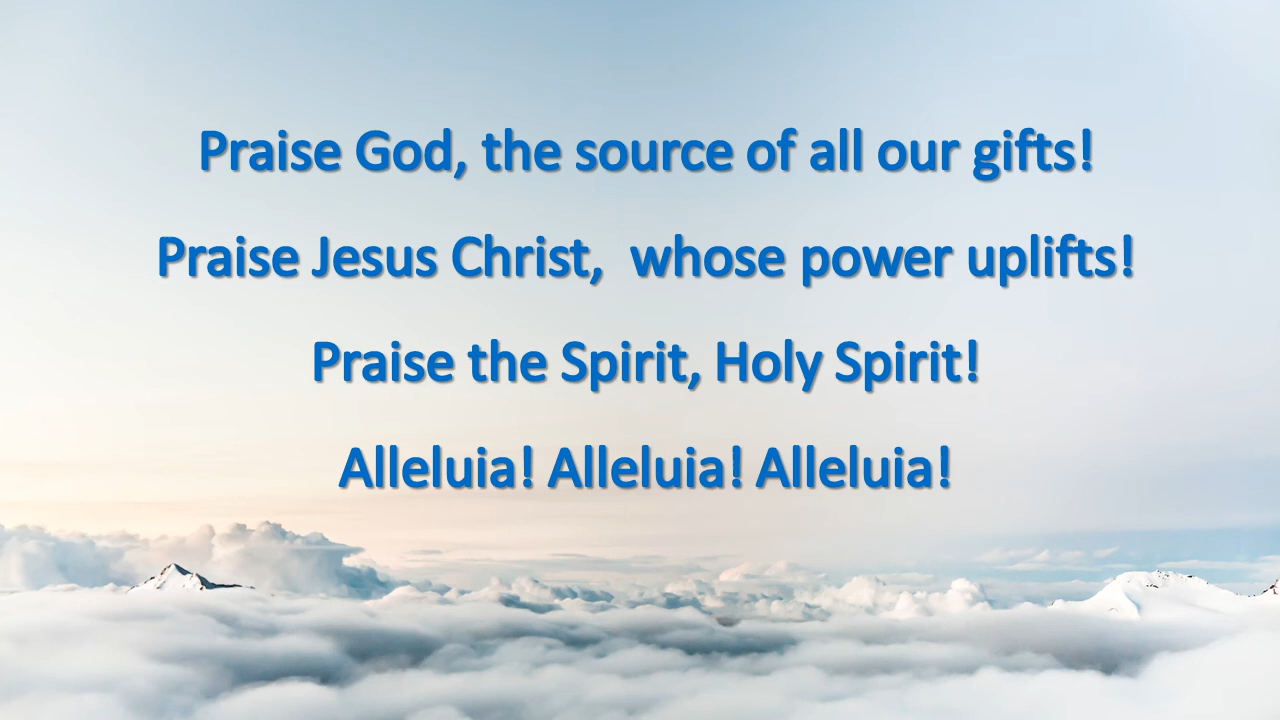 Praise God, the source of all our gifts!
Praise Jesus Christ,  whose power uplifts!
Praise the Spirit, Holy Spirit!
Alleluia! Alleluia! Alleluia!